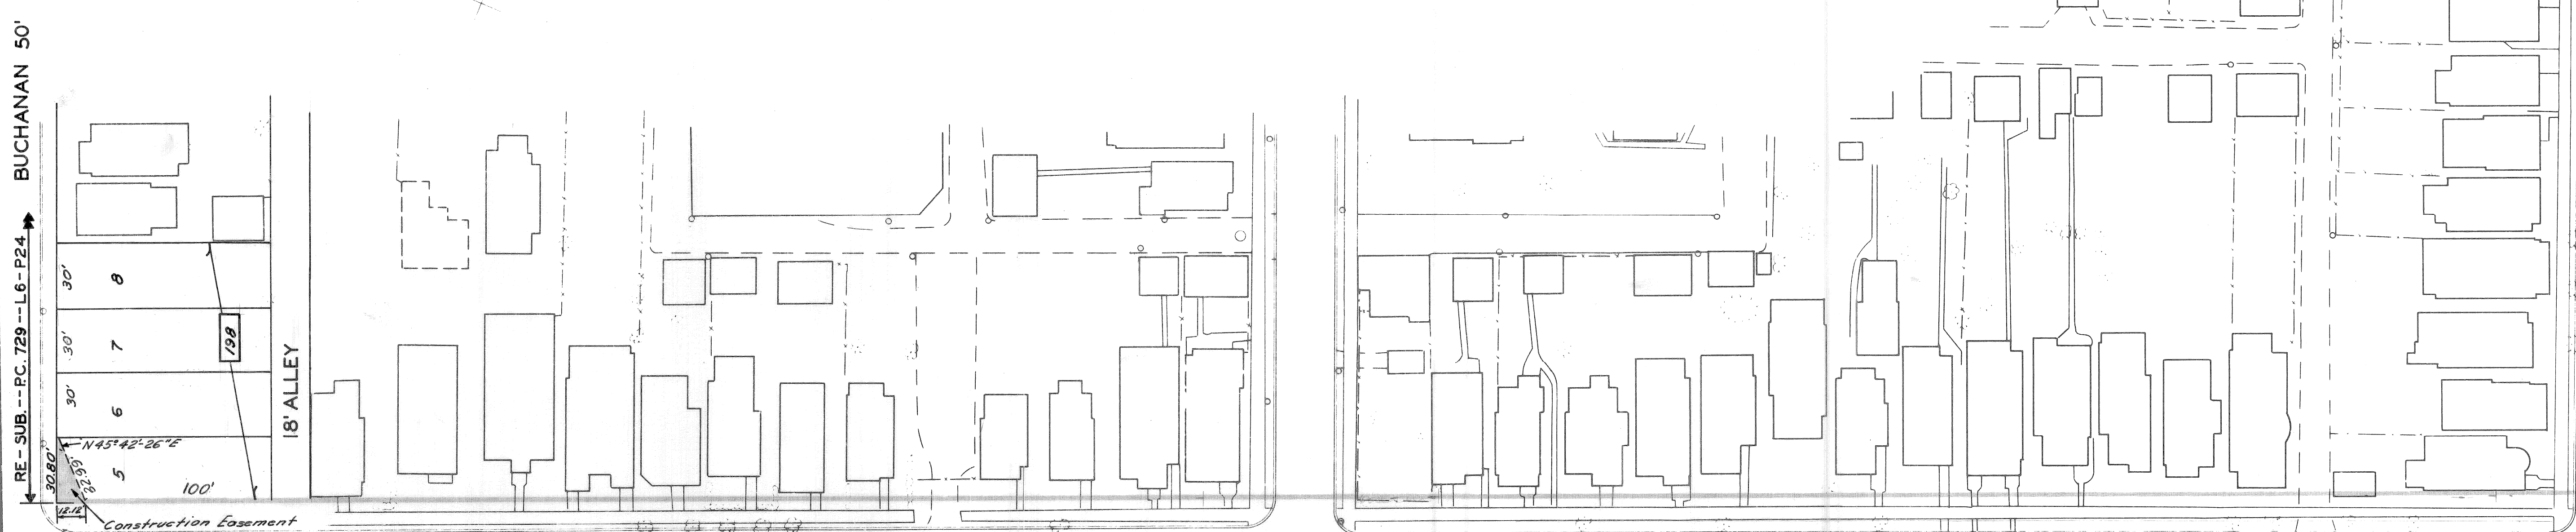 BUCHANAN 50'
RE-SUB. --- P.C. 729 -- L6 - P24
30'
8
30'
7
198
30'
6
N45°42'-26"E
30.80'
32.99'
5
100'
12.12
Construction Easement
18' ALLEY